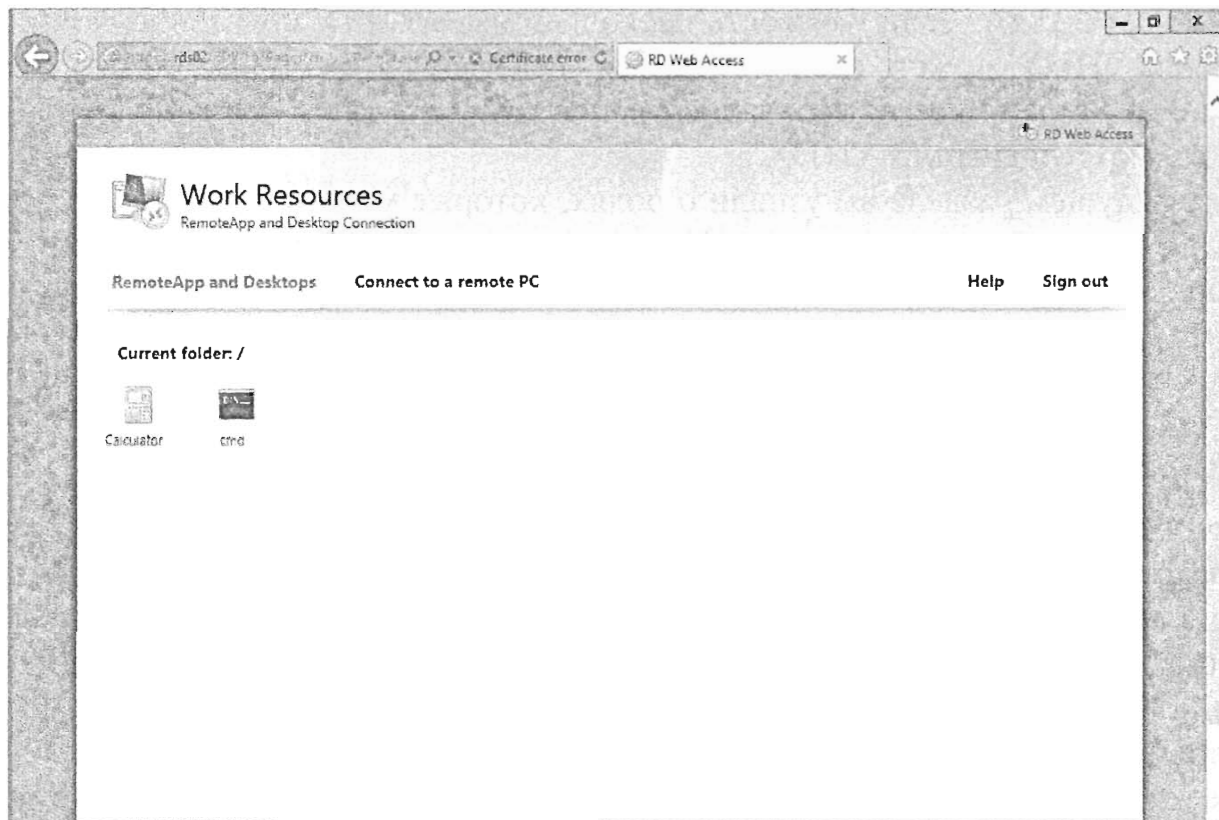 rds02
Certificate error
RD Web Access
RD Web Access
Work Resources
RemoteApp and Desktop Connection
RemoteApp and Desktops Connect to a remote PC Help Sign out
Current folder: /
Calculator cmd